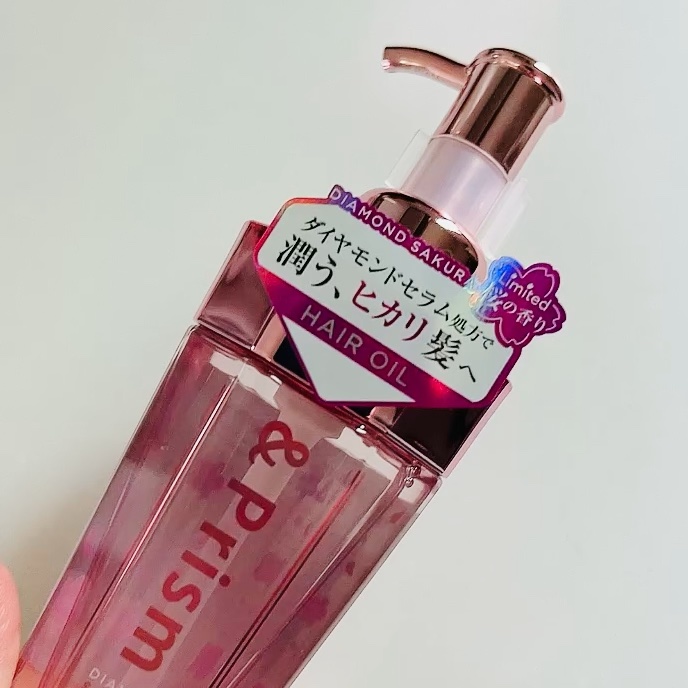 DIAMOND SAKURA
ダイヤモンドセラム処方で
潤う、ヒカリ髪へ
HAIR OIL
Limited
桜の香り
& Prism